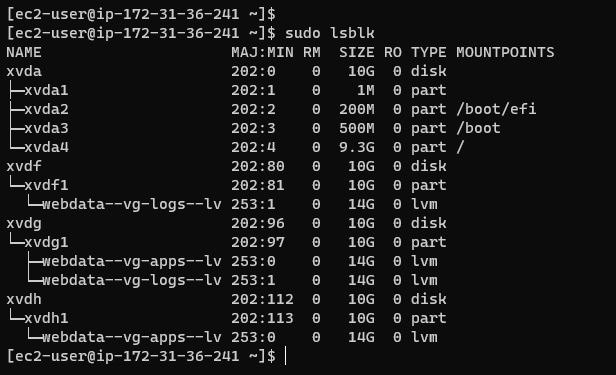 [ec2-user@ip-172-31-36-241 ~]$
[ec2-user@ip-172-31-36-241 ~]$ sudo lsblk
NAME                      MAJ:MIN RM  SIZE RO TYPE MOUNTPOINTS
xvda                      202:0    0   10G  0 disk
├─xvda1                   202:1    0    1M  0 part
├─xvda2                   202:2    0  200M  0 part /boot/efi
├─xvda3                   202:3    0  500M  0 part /boot
└─xvda4                   202:4    0  9.3G  0 part /
xvdf                      202:80   0   10G  0 disk
└─xvdf1                   202:81   0   10G  0 part
  └─webdata--vg-logs--lv 253:1    0   14G  0 lvm
xvdg                      202:96   0   10G  0 disk
└─xvdg1                   202:97   0   10G  0 part
  ├─webdata--vg-apps--lv 253:0    0   14G  0 lvm
  └─webdata--vg-logs--lv 253:1    0   14G  0 lvm
xvdh                      202:112  0   10G  0 disk
└─xvdh1                   202:113  0   10G  0 part
  └─webdata--vg-apps--lv 253:0    0   14G  0 lvm
[ec2-user@ip-172-31-36-241 ~]$